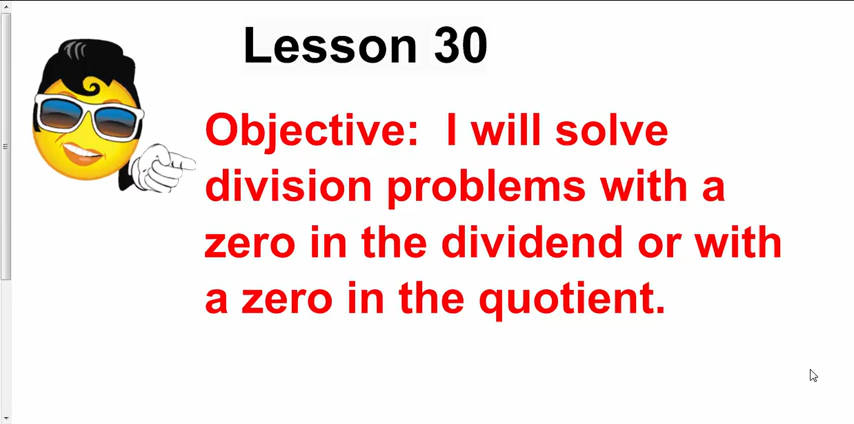 Lesson 30
Objective:  I will solve
division problems with a
zero in the dividend or with
a zero in the quotient.